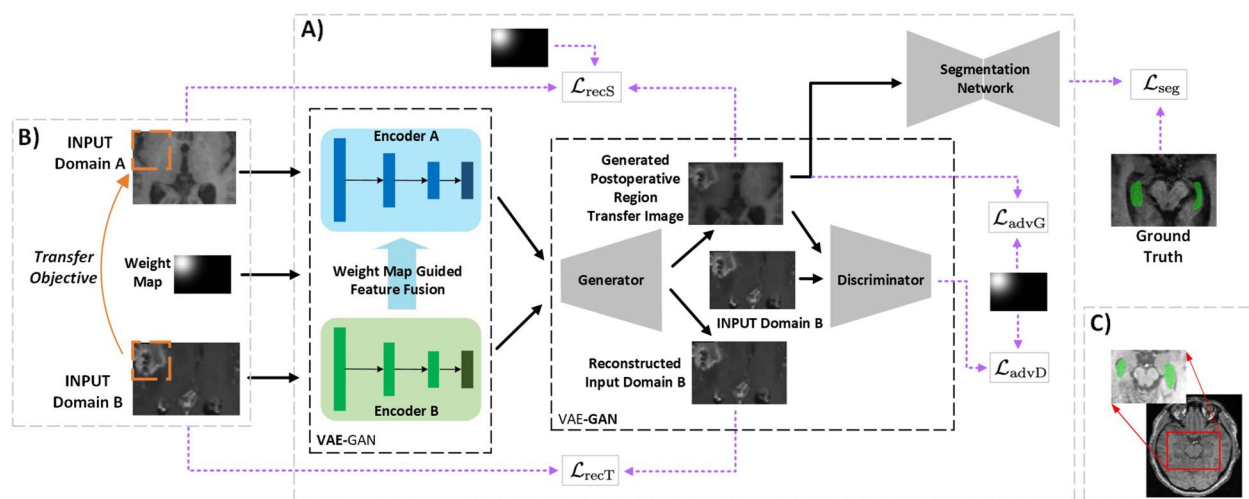 A)
B)
INPUT
Domain A
Transfer
Objective
Weight
Map
INPUT
Domain B
ℒrecS
Encoder A
Weight Map Guided
Feature Fusion
Encoder B
VAE-GAN
ℒrecT
Generated
Postoperative
Region
Transfer Image
Generator
INPUT Domain B
Reconstructed
Input Domain B
Discriminator
VAE-GAN
Segmentation
Network
ℒseg
ℒadvG
ℒadvD
Ground
Truth
C)